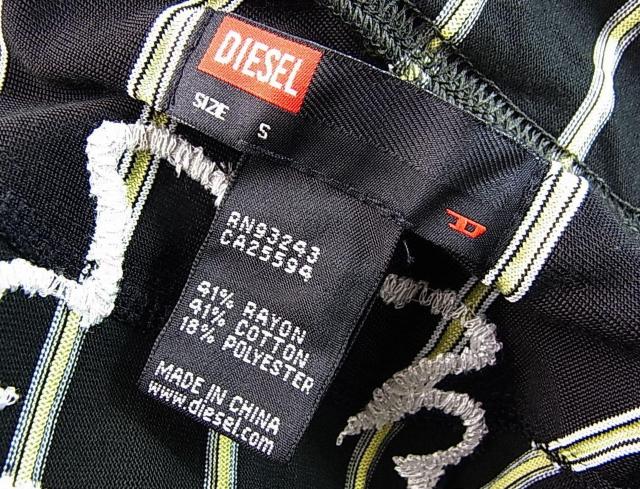 DIESEL
SIZE S
RN93243
CA25594
41% RAYON
41% COTTON
18% POLYESTER
MADE IN CHINA
www.diesel.com